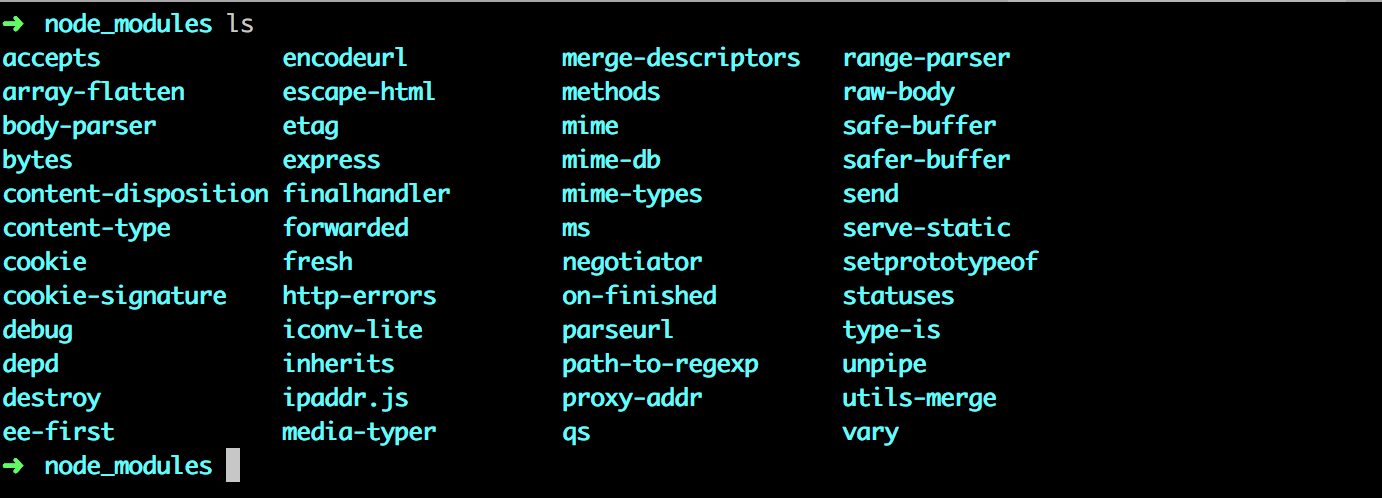 ➜ node_modules ls
accepts encodeurl merge-descriptors range-parser
array-flatten escape-html methods raw-body
body-parser etag mime safe-buffer
bytes express mime-db safer-buffer
content-disposition finalhandler mime-types send
content-type forwarded ms serve-static
cookie fresh negotiator setprototypeof
cookie-signature http-errors on-finished statuses
debug iconv-lite parseurl type-is
depd inherits path-to-regexp unpipe
destroy ipaddr.js proxy-addr utils-merge
ee-first media-typer qs vary
➜ node_modules